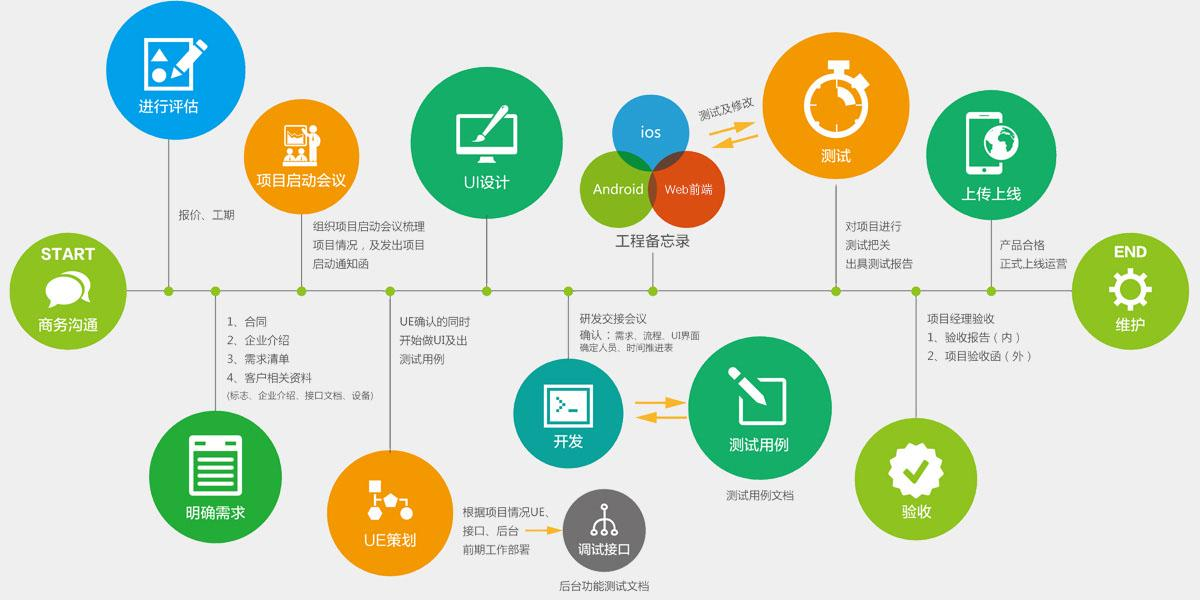 START
商务沟通
进行评估
报价、工期
1、合同
2、企业介绍
3、需求清单
4、客户相关资料
(标志、企业介绍、接口文档、设备)
明确需求
项目启动会议
组织项目启动会议梳理
项目情况，及发出项目
启动通知函
UE确认的同时
开始做UI及出
测试用例
UE策划
根据项目情况UE、
接口、后台
前期工作部署
调试接口
后台功能测试文档
UI设计
研发交接会议
确认：需求、流程、UI界面
确定人员、时间推进表
开发
测试用例
测试用例文档
ios
Android
Web前端
工程备忘录
测试及修改
测试
对项目进行
测试把关
出具测试报告
项目经理验收
1、验收报告（内）
2、项目验收函（外）
验收
上传上线
产品合格
正式上线运营
END
维护